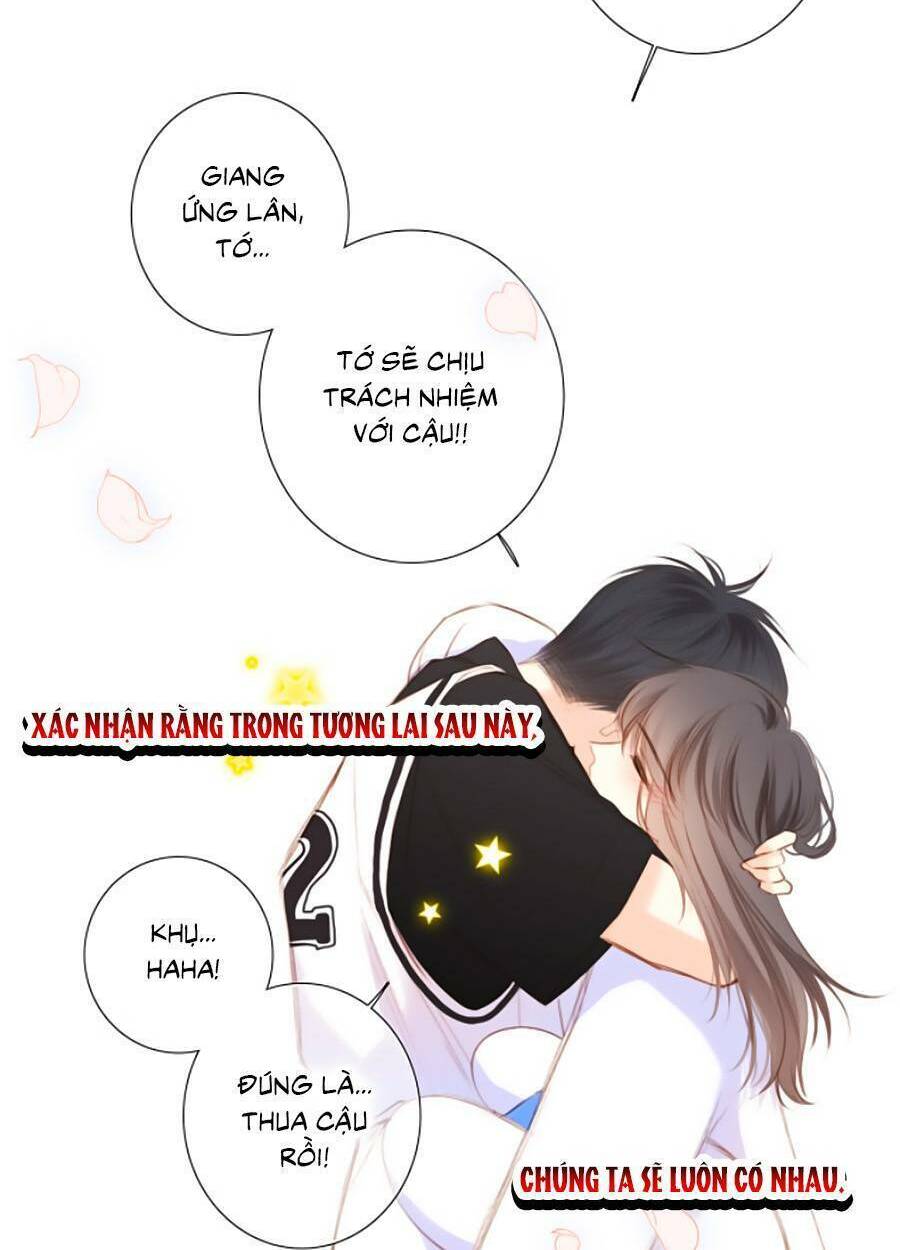 GIANG
ỨNG LÂN,
TỚ...
TỚ SẼ CHỊU
TRÁCH NHIỆM
VỚI CẬU!!
XÁC NHẬN RẰNG TRONG TƯƠNG LAI SAU NÀY,
2
KHỤ...
HAHA!
ĐÚNG LÀ...
THUA CẬU
RỒI!
CHÚNG TA SẼ LUÔN CÓ NHAU.